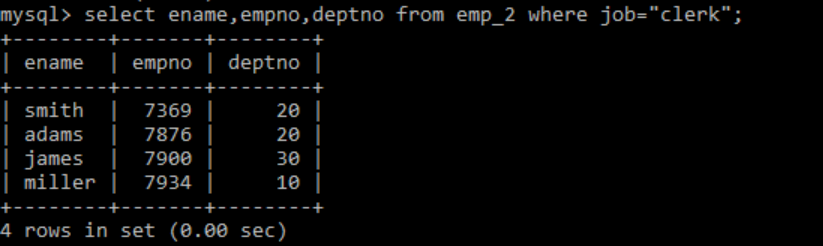 mysql> select ename,empno,deptno from emp_2 where job="clerk";
+--------+-------+--------+
| ename  | empno | deptno |
+--------+-------+--------+
| smith  |  7369 |     20 |
| adams  |  7876 |     20 |
| james  |  7900 |     30 |
| miller |  7934 |     10 |
+--------+-------+--------+
4 rows in set (0.00 sec)